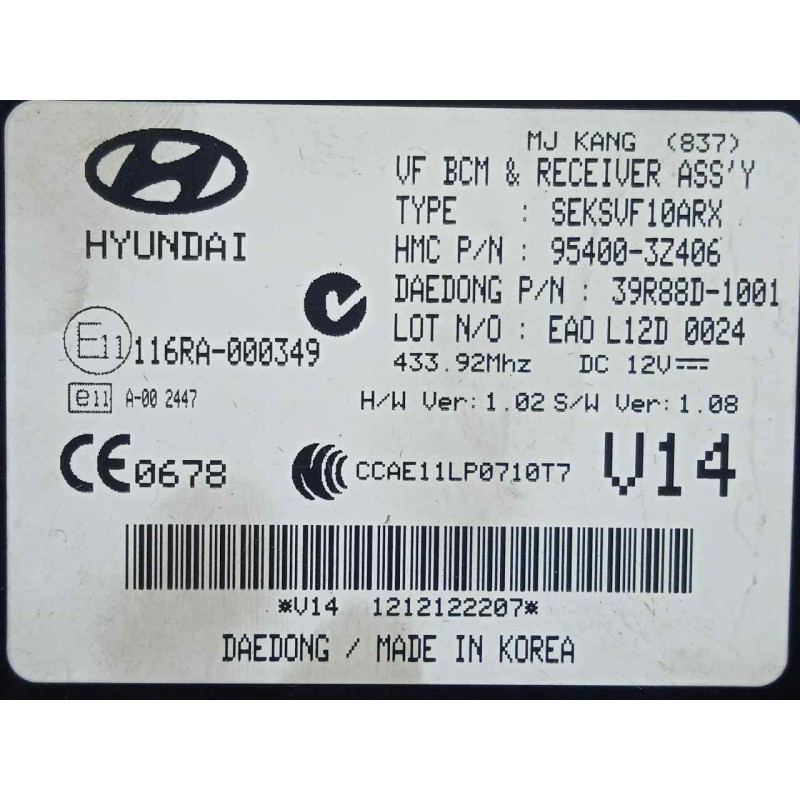 MJ KANG (837)
VF BCM & RECEIVER ASS'Y
TYPE : SEKSVF10ARX
HYUNDAI
HMC P/N : 95400-3Z406
DAEDONG P/N : 39R88D-1001
LOT N/O : EAO L12D 0024
E11 116RA-000349
433.92Mhz DC 12V
e11 A-00 2447
H/W Ver:1.02 S/W Ver:1.08
CE0678
CCAE11LP0710T7
V14
*V14 1212122207*
DAEDONG / MADE IN KOREA